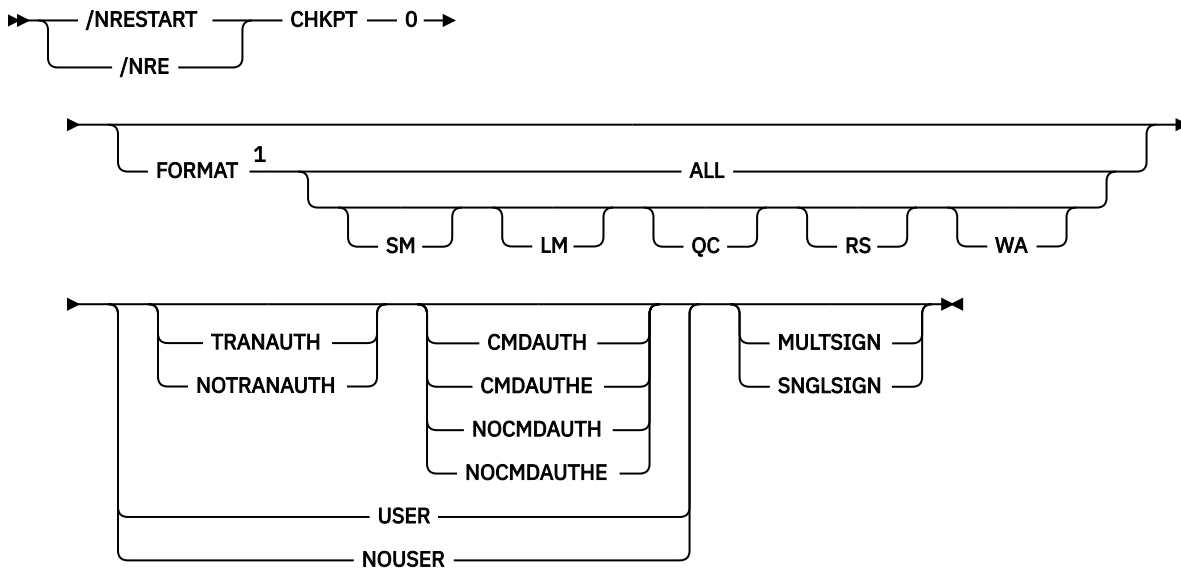 /NRESTART CHKPT 0
/NRE
FORMAT 1 ALL
SM LM QC RS WA
TRANAUTH CMDAUTH MULTSIGN
NOTRANAUTH CMDAUTHE SNGLSIGN
NOCMDAUTH
NOCMDAUTHE
USER
NOUSER